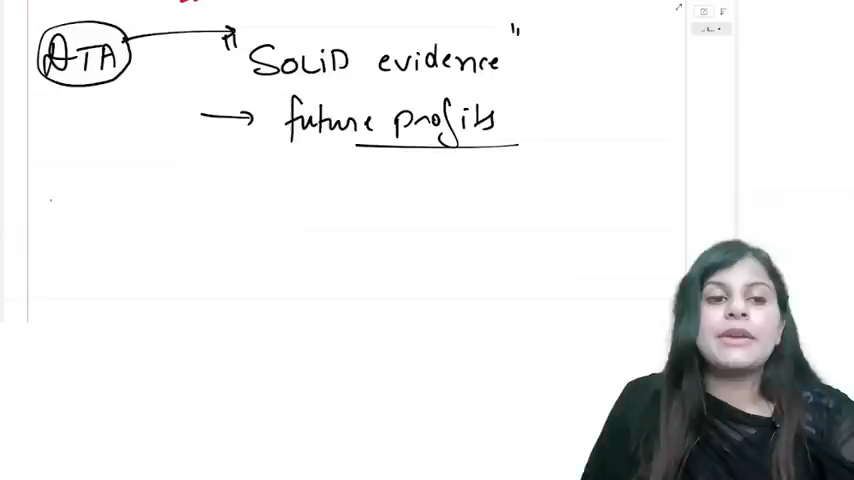 DTA → "SOLiD evidence"
→ future profits